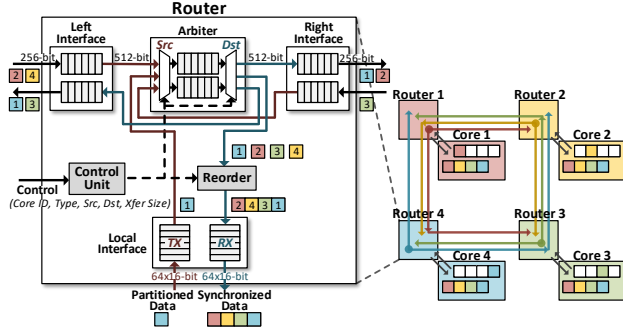 Router
Left
Interface
Arbiter
Right
Interface
Src
Dst
256-bit
512-bit
512-bit
256-bit
2 4
1 3
1 2
3
1 2 3 4
Control
Unit
Reorder
Control
(Core ID, Type, Src, Dst, Xfer Size)
1
2 4 3 1
Local
Interface
TX
RX
64x16-bit
64x16-bit
Partitioned
Data
Synchronized
Data
Router 1
Router 2
Core 1
Core 2
Router 4
Router 3
Core 4
Core 3